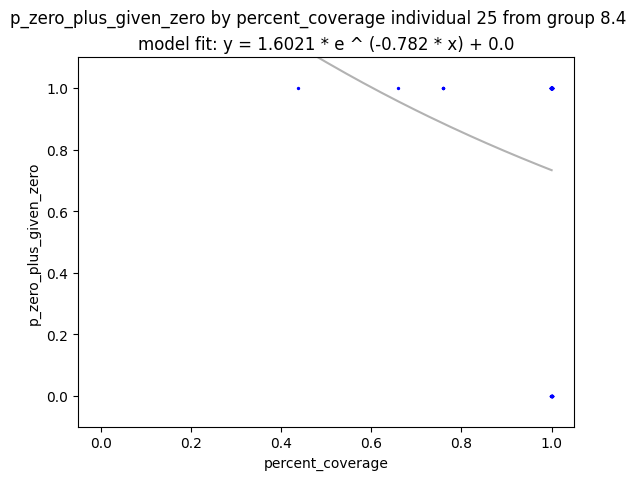 p_zero_plus_given_zero by percent_coverage individual 25 from group 8.4
model fit: y = 1.6021 * e ^ (-0.782 * x) + 0.0
1.0
0.8
0.6
0.4
0.2
0.0
p_zero_plus_given_zero
0.0 0.2 0.4 0.6 0.8 1.0
percent_coverage